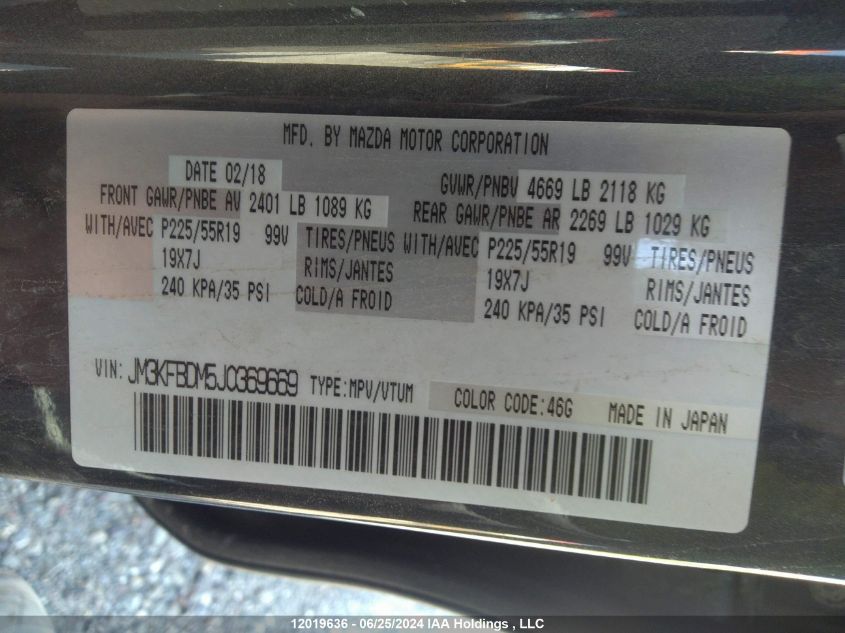 MFD. BY MAZDA MOTOR CORPORATION
DATE 02/18 GVWR/PNBV 4669 LB 2118 KG
FRONT GAWR/PNBE AV 2401 LB 1089 KG REAR GAWR/PNBE AR 2269 LB 1029 KG
WITH/AVEC P225/55R19 99V TIRES/PNEUS WITH/AVEC P225/55R19 99V TIRES/PNEUS
19X7J RIMS/JANTES 19X7J RIMS/JANTES
240 KPA/35 PSI COLD/A FROID 240 KPA/35 PSI COLD/A FROID
VIN: JM3KFBDM5J0369669 TYPE:MPV/VTUM COLOR CODE:46G MADE IN JAPAN
12019636 - 06/25/2024 IAA Holdings , LLC